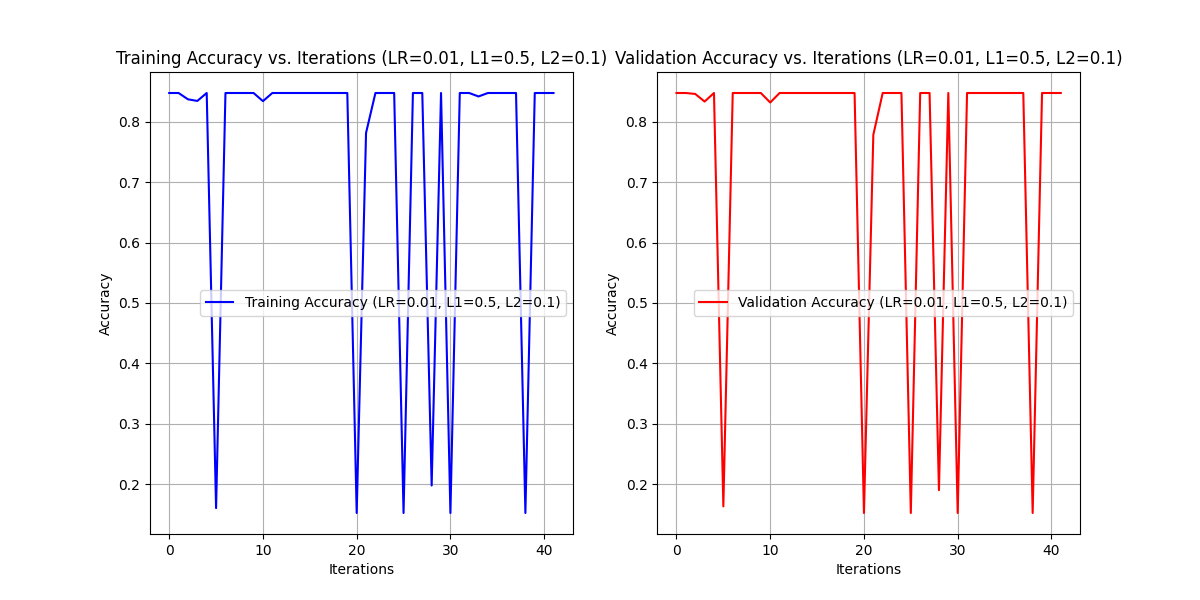 Training Accuracy vs. Iterations (LR=0.01, L1=0.5, L2=0.1)
Accuracy
0.8
0.7
0.6
0.5
0.4
0.3
0.2
Training Accuracy (LR=0.01, L1=0.5, L2=0.1)
0 10 20 30 40
Iterations
Validation Accuracy vs. Iterations (LR=0.01, L1=0.5, L2=0.1)
Accuracy
0.8
0.7
0.6
0.5
0.4
0.3
0.2
Validation Accuracy (LR=0.01, L1=0.5, L2=0.1)
0 10 20 30 40
Iterations